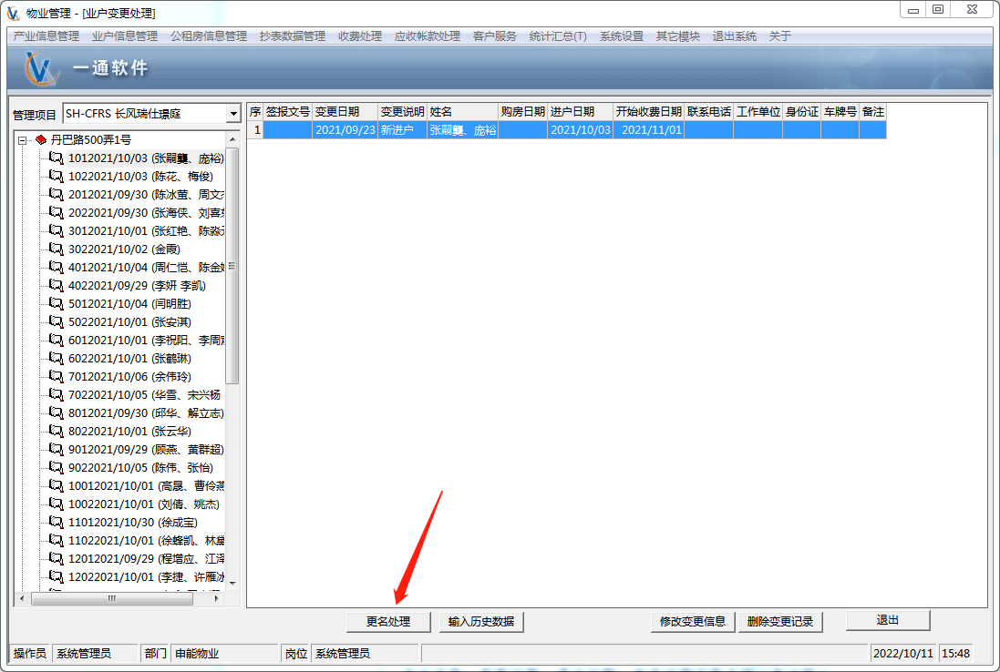 物业管理 - [业户变更处理]
产业信息管理 业户信息管理 公租房信息管理 抄表数据管理 收费处理 应收帐款处理 客户服务 统计汇总(T) 系统设置 其它模块 退出系统 关于
一通软件
管理项目 SH-CFRS 长风瑞仕璟庭
丹巴路500弄1号
1012021/10/03 (张嗣龑、庞裕)
1022021/10/03 (陈花、梅俊)
2012021/09/30 (陈冰萤、周文
2022021/09/30 (张海侠、刘喜
3012021/10/01 (张红艳、陈淼
3022021/10/02 (金霞)
4012021/10/04 (周仁恺、陈金
4022021/09/29 (李妍 李凯)
5012021/10/04 (闫明胜)
5022021/10/01 (张安淇)
6012021/10/01 (李祝阳、李周
6022021/10/01 (张鹤琳)
7012021/10/06 (余伟玲)
7022021/10/05 (华雪、宋兴杨
8012021/09/30 (邱华、解立志)
8022021/10/01 (张云华)
9012021/09/29 (顾燕、苗群超)
9022021/10/05 (陈伟、张怡)
10012021/10/01 (高晟、曹伶燕
10022021/10/01 (刘倩、姚杰)
11012021/10/30 (徐成宝)
11022021/10/01 (徐蜂凯、林黛
12012021/09/29 (程增应、江泽
12022021/10/01 (李捷、许雁冰
序 签报文号 变更日期 变更说明 姓名 购房日期 进户日期 开始收费日期 联系电话 工作单位 身份证 车牌号 备注
1 2021/09/23 新进户 张嗣龑、庞裕 2021/10/03 2021/11/01
更名处理 输入历史数据 修改变更信息 删除变更记录 退出
操作员 系统管理员 部门 申能物业 岗位 系统管理员 2022/10/11 15:48